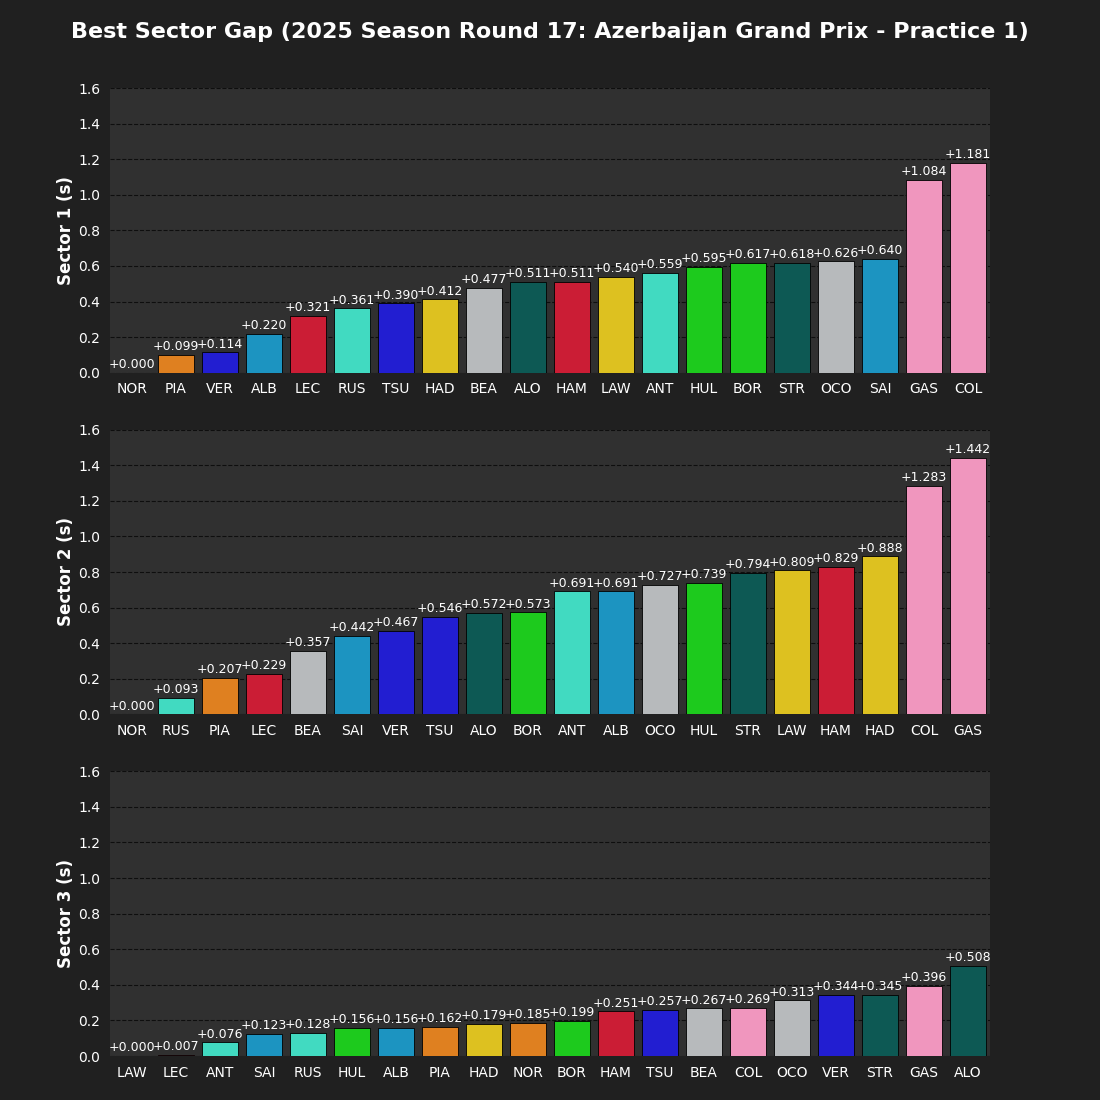 Best Sector Gap (2025 Season Round 17: Azerbaijan Grand Prix - Practice 1)
Sector 1 (s)
1.6
1.4
1.2
1.0
0.8
0.6
0.4
0.2
0.0
+0.000 +0.099 +0.114 +0.220 +0.321 +0.361 +0.390 +0.412 +0.477 +0.511 +0.511 +0.540 +0.559 +0.595 +0.617 +0.618 +0.626 +0.640 +1.084 +1.181
NOR PIA VER ALB LEC RUS TSU HAD BEA ALO HAM LAW ANT HUL BOR STR OCO SAI GAS COL
Sector 2 (s)
1.6
1.4
1.2
1.0
0.8
0.6
0.4
0.2
0.0
+0.000 +0.093 +0.207 +0.229 +0.357 +0.442 +0.467 +0.546 +0.572 +0.573 +0.691 +0.691 +0.727 +0.739 +0.794 +0.809 +0.829 +0.888 +1.283 +1.442
NOR RUS PIA LEC BEA SAI VER TSU ALO BOR ANT ALB OCO HUL STR LAW HAM HAD COL GAS
Sector 3 (s)
1.6
1.4
1.2
1.0
0.8
0.6
0.4
0.2
0.0
+0.000 +0.007 +0.076 +0.123 +0.128 +0.156 +0.156 +0.162 +0.179 +0.185 +0.199 +0.251 +0.257 +0.267 +0.269 +0.313 +0.344 +0.345 +0.396 +0.508
LAW LEC ANT SAI RUS HUL ALB PIA HAD NOR BOR HAM TSU BEA COL OCO VER STR GAS ALO